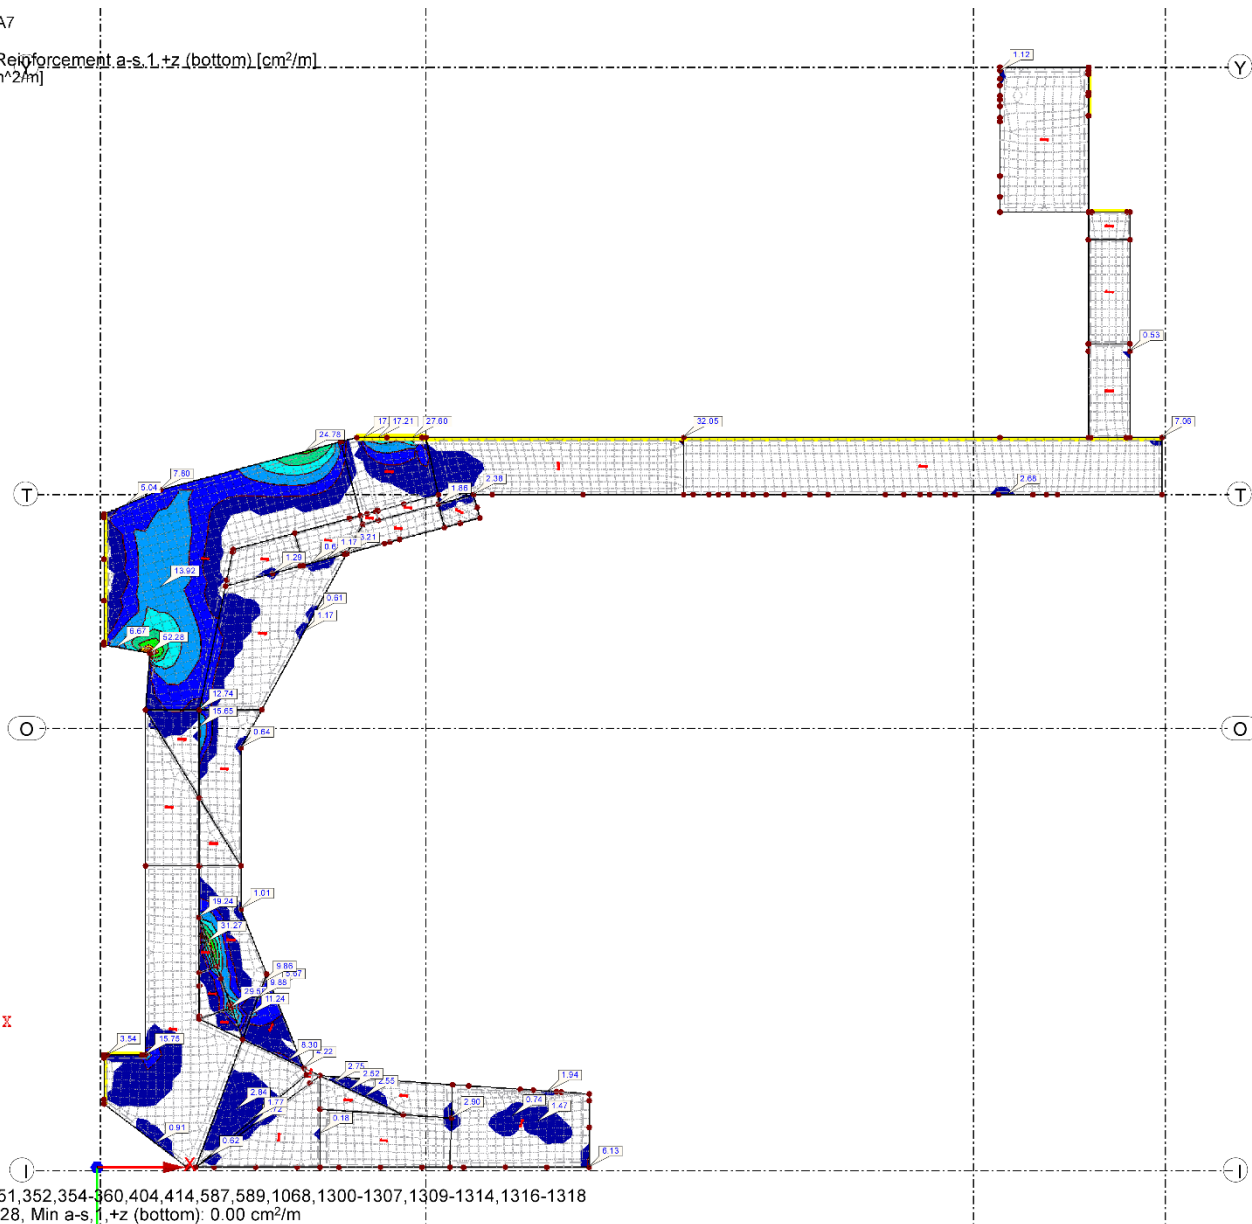 A7
Reinforcement a-s,1,+z (bottom) [cm²/m]
n^2/m]
Y
Y
1.12
0.53
17 17.21 27.60
32.05
7.06
24.78
7.80
5.04
T
T
1.86 2.38
2.68
0.6 1.17 3.21
1.29
13.92
0.61
1.17
6.67 52.28
12.74
15.65
O
O
0.64
1.01
19.24
31.27
9.86
9.88
11.24
X
3.54 15.75
8.30
2.75
2.52
2.55
1.94
2.84
1.77
0.74
1.47
2.90
0.91
0.18
0.62
6.13
I
X
I
51,352,354-360,404,414,587,589,1068,1300-1307,1309-1314,1316-1318
28, Min a-s,1,+z (bottom): 0.00 cm²/m